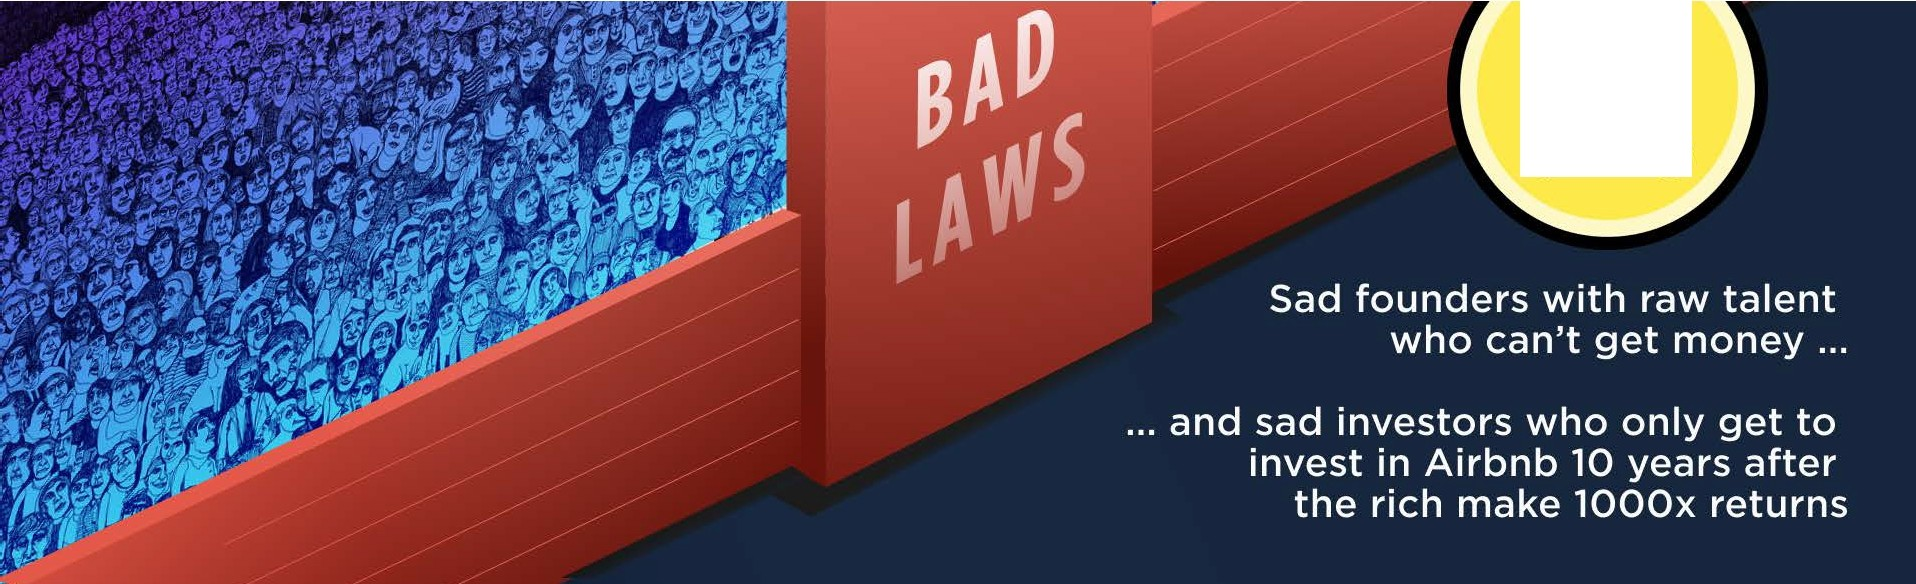 BAD
LAWS
Sad founders with raw talent
who can't get money ...
... and sad investors who only get to
invest in Airbnb 10 years after
the rich make 1000x returns